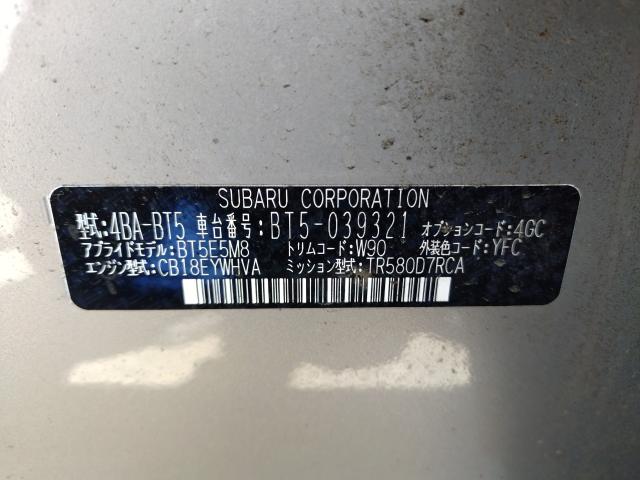 SUBARU CORPORATION
型式:4BA-BT5 車台番号:BT5-039321 オプションコード:4GC
アプライドモデル:BT5E5M8 トリムコード:W90 外装色コード:YFC
エンジン型式:CB18EYWHVA ミッション型式:TR580D7RCA